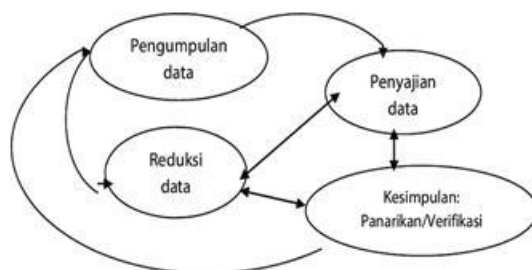 Pengumpulan
data
Penyajian
data
Reduksi
data
Kesimpulan:
Panarikan/Verifikasi